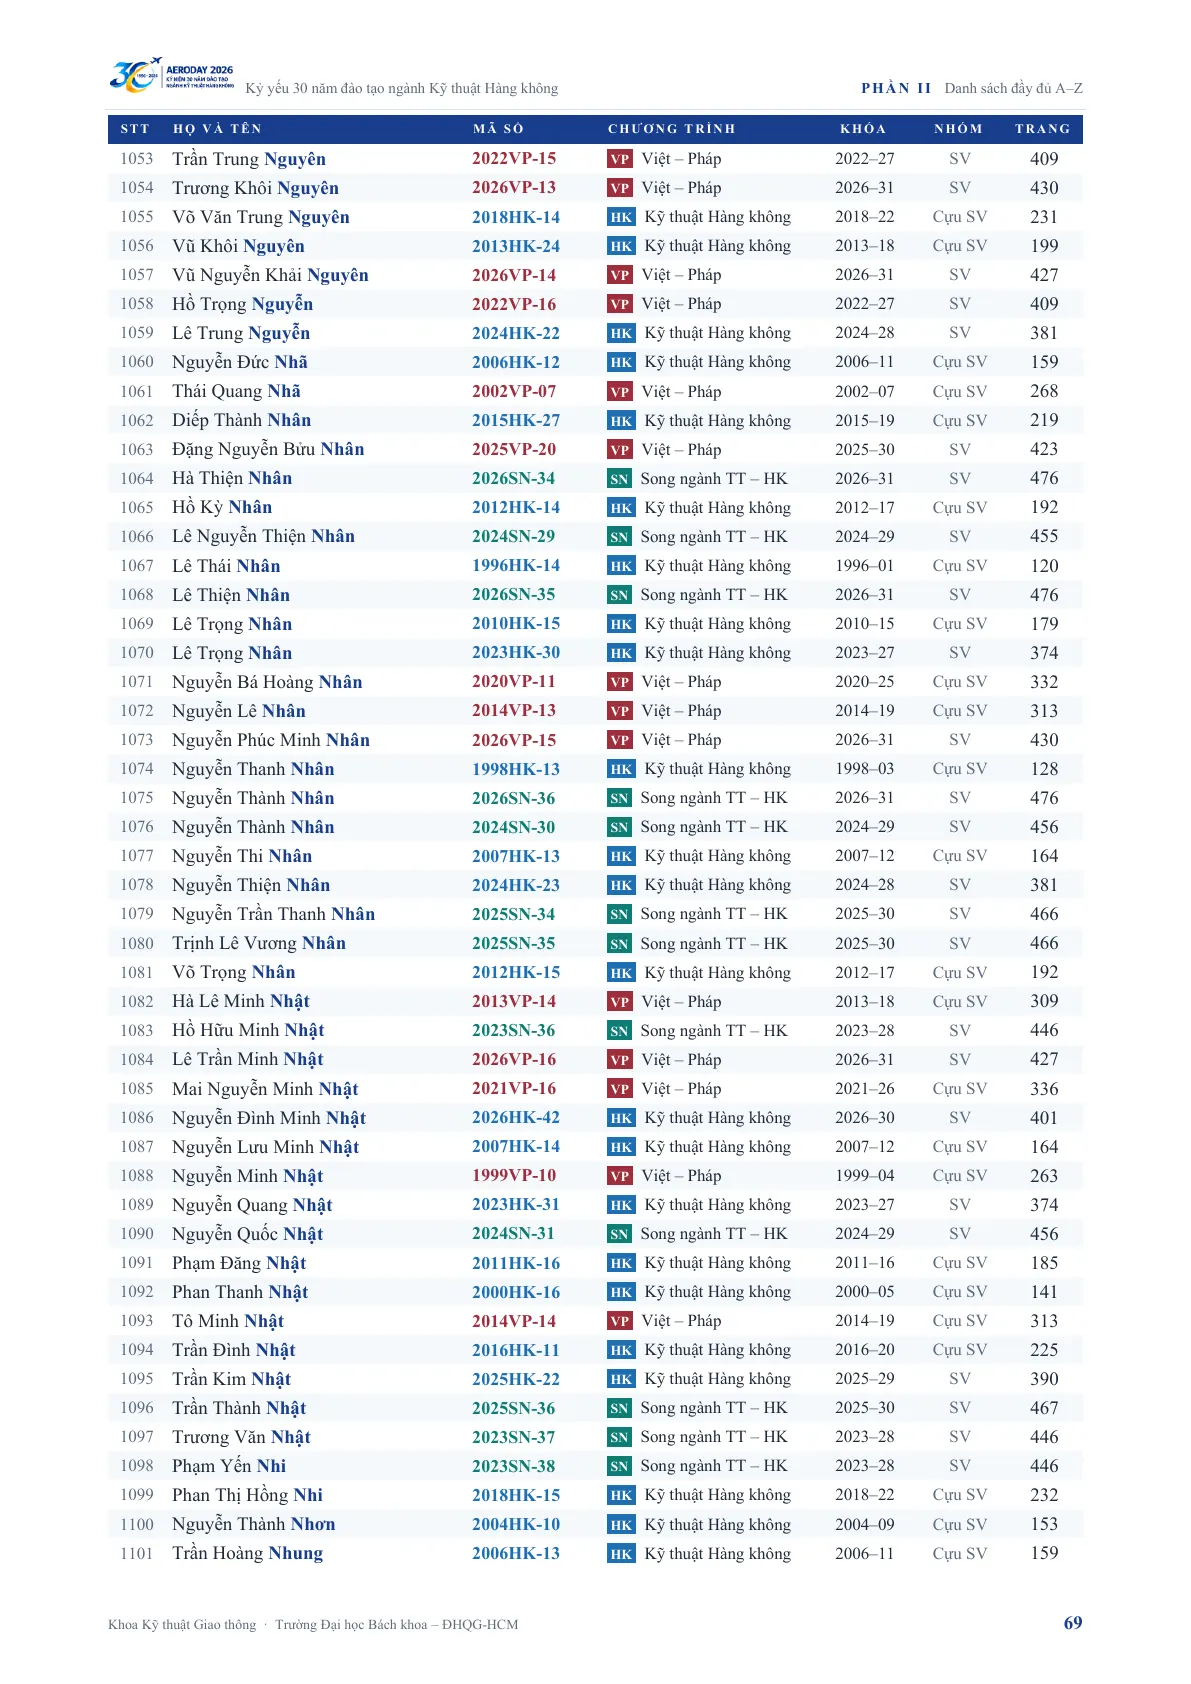 30 1996 - 2026 AERODAY 2026
KỶ NIỆM 30 NĂM ĐÀO TẠO
NGÀNH KỸ THUẬT HÀNG KHÔNG
Kỷ yếu 30 năm đào tạo ngành Kỹ thuật Hàng không PHẦN II Danh sách đầy đủ A–Z
STT HỌ VÀ TÊN MÃ SỐ CHƯƠNG TRÌNH KHÓA NHÓM TRANG
1053 Trần Trung Nguyên 2022VP-15 VP Việt – Pháp 2022–27 SV 409
1054 Trương Khôi Nguyên 2026VP-13 VP Việt – Pháp 2026–31 SV 430
1055 Võ Văn Trung Nguyên 2018HK-14 HK Kỹ thuật Hàng không 2018–22 Cựu SV 231
1056 Vũ Khôi Nguyên 2013HK-24 HK Kỹ thuật Hàng không 2013–18 Cựu SV 199
1057 Vũ Nguyễn Khải Nguyên 2026VP-14 VP Việt – Pháp 2026–31 SV 427
1058 Hồ Trọng Nguyễn 2022VP-16 VP Việt – Pháp 2022–27 SV 409
1059 Lê Trung Nguyễn 2024HK-22 HK Kỹ thuật Hàng không 2024–28 SV 381
1060 Nguyễn Đức Nhã 2006HK-12 HK Kỹ thuật Hàng không 2006–11 Cựu SV 159
1061 Thái Quang Nhã 2002VP-07 VP Việt – Pháp 2002–07 Cựu SV 268
1062 Diếp Thành Nhân 2015HK-27 HK Kỹ thuật Hàng không 2015–19 Cựu SV 219
1063 Đặng Nguyễn Bửu Nhân 2025VP-20 VP Việt – Pháp 2025–30 SV 423
1064 Hà Thiện Nhân 2026SN-34 SN Song ngành TT – HK 2026–31 SV 476
1065 Hồ Kỳ Nhân 2012HK-14 HK Kỹ thuật Hàng không 2012–17 Cựu SV 192
1066 Lê Nguyễn Thiện Nhân 2024SN-29 SN Song ngành TT – HK 2024–29 SV 455
1067 Lê Thái Nhân 1996HK-14 HK Kỹ thuật Hàng không 1996–01 Cựu SV 120
1068 Lê Thiện Nhân 2026SN-35 SN Song ngành TT – HK 2026–31 SV 476
1069 Lê Trọng Nhân 2010HK-15 HK Kỹ thuật Hàng không 2010–15 Cựu SV 179
1070 Lê Trọng Nhân 2023HK-30 HK Kỹ thuật Hàng không 2023–27 SV 374
1071 Nguyễn Bá Hoàng Nhân 2020VP-11 VP Việt – Pháp 2020–25 Cựu SV 332
1072 Nguyễn Lê Nhân 2014VP-13 VP Việt – Pháp 2014–19 Cựu SV 313
1073 Nguyễn Phúc Minh Nhân 2026VP-15 VP Việt – Pháp 2026–31 SV 430
1074 Nguyễn Thanh Nhân 1998HK-13 HK Kỹ thuật Hàng không 1998–03 Cựu SV 128
1075 Nguyễn Thành Nhân 2026SN-36 SN Song ngành TT – HK 2026–31 SV 476
1076 Nguyễn Thành Nhân 2024SN-30 SN Song ngành TT – HK 2024–29 SV 456
1077 Nguyễn Thi Nhân 2007HK-13 HK Kỹ thuật Hàng không 2007–12 Cựu SV 164
1078 Nguyễn Thiện Nhân 2024HK-23 HK Kỹ thuật Hàng không 2024–28 SV 381
1079 Nguyễn Trần Thanh Nhân 2025SN-34 SN Song ngành TT – HK 2025–30 SV 466
1080 Trịnh Lê Vương Nhân 2025SN-35 SN Song ngành TT – HK 2025–30 SV 466
1081 Võ Trọng Nhân 2012HK-15 HK Kỹ thuật Hàng không 2012–17 Cựu SV 192
1082 Hà Lê Minh Nhật 2013VP-14 VP Việt – Pháp 2013–18 Cựu SV 309
1083 Hồ Hữu Minh Nhật 2023SN-36 SN Song ngành TT – HK 2023–28 SV 446
1084 Lê Trần Minh Nhật 2026VP-16 VP Việt – Pháp 2026–31 SV 427
1085 Mai Nguyễn Minh Nhật 2021VP-16 VP Việt – Pháp 2021–26 Cựu SV 336
1086 Nguyễn Đình Minh Nhật 2026HK-42 HK Kỹ thuật Hàng không 2026–30 SV 401
1087 Nguyễn Lưu Minh Nhật 2007HK-14 HK Kỹ thuật Hàng không 2007–12 Cựu SV 164
1088 Nguyễn Minh Nhật 1999VP-10 VP Việt – Pháp 1999–04 Cựu SV 263
1089 Nguyễn Quang Nhật 2023HK-31 HK Kỹ thuật Hàng không 2023–27 SV 374
1090 Nguyễn Quốc Nhật 2024SN-31 SN Song ngành TT – HK 2024–29 SV 456
1091 Phạm Đăng Nhật 2011HK-16 HK Kỹ thuật Hàng không 2011–16 Cựu SV 185
1092 Phan Thanh Nhật 2000HK-16 HK Kỹ thuật Hàng không 2000–05 Cựu SV 141
1093 Tô Minh Nhật 2014VP-14 VP Việt – Pháp 2014–19 Cựu SV 313
1094 Trần Đình Nhật 2016HK-11 HK Kỹ thuật Hàng không 2016–20 Cựu SV 225
1095 Trần Kim Nhật 2025HK-22 HK Kỹ thuật Hàng không 2025–29 SV 390
1096 Trần Thành Nhật 2025SN-36 SN Song ngành TT – HK 2025–30 SV 467
1097 Trương Văn Nhật 2023SN-37 SN Song ngành TT – HK 2023–28 SV 446
1098 Phạm Yến Nhi 2023SN-38 SN Song ngành TT – HK 2023–28 SV 446
1099 Phan Thị Hồng Nhi 2018HK-15 HK Kỹ thuật Hàng không 2018–22 Cựu SV 232
1100 Nguyễn Thành Nhơn 2004HK-10 HK Kỹ thuật Hàng không 2004–09 Cựu SV 153
1101 Trần Hoàng Nhung 2006HK-13 HK Kỹ thuật Hàng không 2006–11 Cựu SV 159
Khoa Kỹ thuật Giao thông · Trường Đại học Bách khoa – ĐHQG-HCM 69